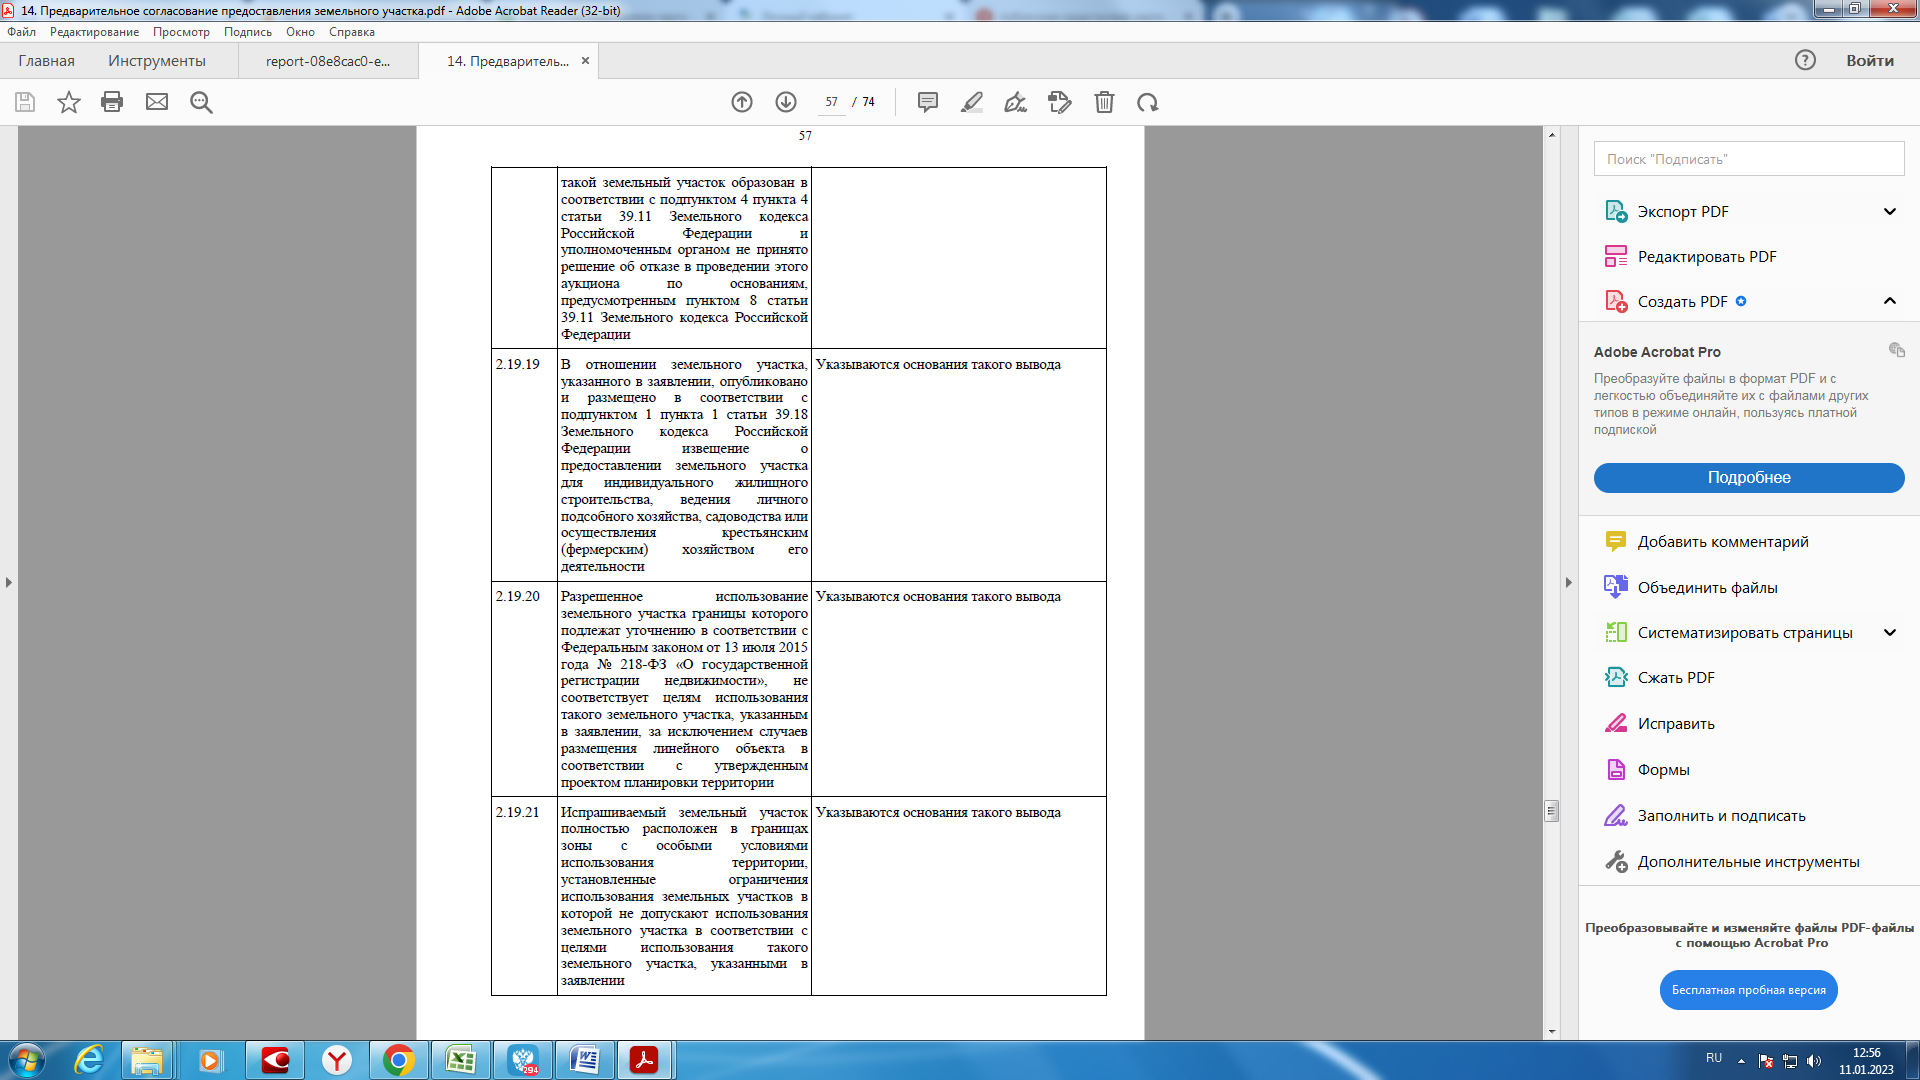 14. Предварительное согласование предоставления земельного участка.pdf - Adobe Acrobat Reader (32-bit)
Файл Редактирование Просмотр Подпись Окно Справка
Главная Инструменты report-08e8cac0-e... 14. Предваритель... ×
Войти
57 / 74
57
такой земельный участок образован в
соответствии с подпунктом 4 пункта 4
статьи 39.11 Земельного кодекса
Российской Федерации и
уполномоченным органом не принято
решение об отказе в проведении этого
аукциона по основаниям,
предусмотренным пунктом 8 статьи
39.11 Земельного кодекса Российской
Федерации
2.19.19 В отношении земельного участка, Указываются основания такого вывода
указанного в заявлении, опубликовано
и размещено в соответствии с
подпунктом 1 пункта 1 статьи 39.18
Земельного кодекса Российской
Федерации извещение о
предоставлении земельного участка
для индивидуального жилищного
строительства, ведения личного
подсобного хозяйства, садоводства или
осуществления крестьянским
(фермерским) хозяйством его
деятельности
2.19.20 Разрешенное использование Указываются основания такого вывода
земельного участка границы которого
подлежат уточнению в соответствии с
Федеральным законом от 13 июля 2015
года № 218-ФЗ «О государственной
регистрации недвижимости», не
соответствует целям использования
такого земельного участка, указанным
в заявлении, за исключением случаев
размещения линейного объекта в
соответствии с утвержденным
проектом планировки территории
2.19.21 Испрашиваемый земельный участок Указываются основания такого вывода
полностью расположен в границах
зоны с особыми условиями
использования территории,
установленные ограничения
использования земельных участков в
которой не допускают использования
земельного участка в соответствии с
целями использования такого
земельного участка, указанными в
заявлении
Поиск "Подписать"
Экспорт PDF
Редактировать PDF
Создать PDF
Adobe Acrobat Pro
Преобразуйте файлы в формат PDF и с
легкостью объединяйте их с файлами других
типов в режиме онлайн, пользуясь платной
подпиской
Подробнее
Добавить комментарий
Объединить файлы
Систематизировать страницы
Сжать PDF
Исправить
Формы
Заполнить и подписать
Дополнительные инструменты
Преобразовывайте и изменяйте файлы PDF-файлы
с помощью Acrobat Pro
Бесплатная пробная версия
294
RU
12:56
11.01.2023